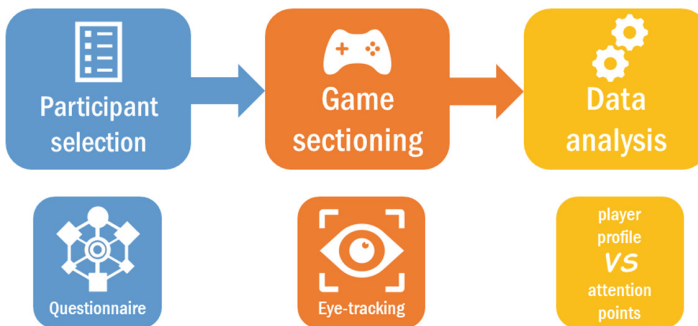 Participant
selection
Game
sectioning
Data
analysis
Questionnaire
Eye-tracking
player
profile
VS
attention
points